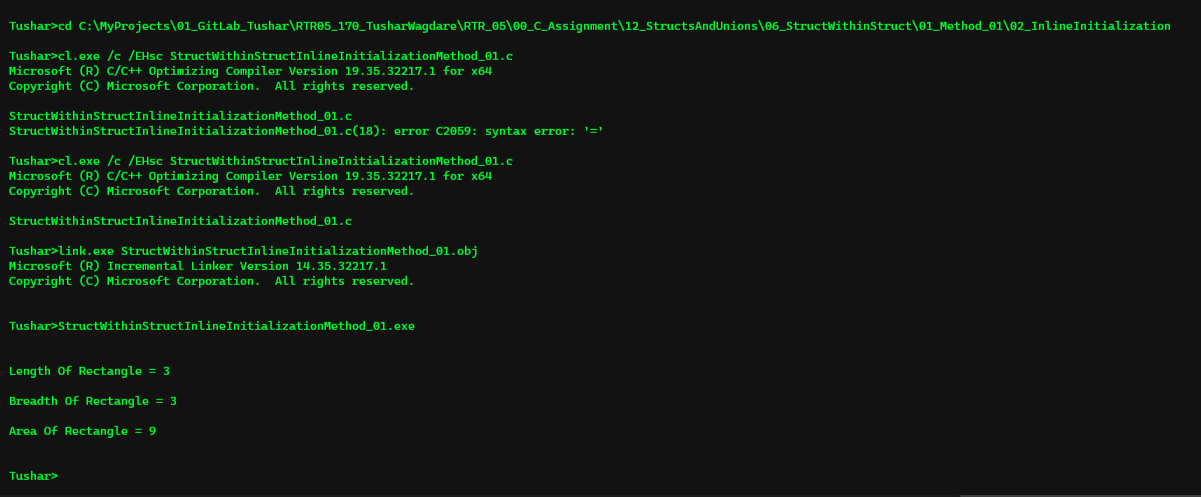 Tushar>cd C:\MyProjects\01_GitLab_Tushar\RTR05_170_TusharWagdare\RTR_05\00_C_Assignment\12_StructsAndUnions\06_StructWithinStruct\01_Method_01\02_InlineInitialization
Tushar>cl.exe /c /EHsc StructWithinStructInlineInitializationMethod_01.c
Microsoft (R) C/C++ Optimizing Compiler Version 19.35.32217.1 for x64
Copyright (C) Microsoft Corporation.  All rights reserved.
StructWithinStructInlineInitializationMethod_01.c
StructWithinStructInlineInitializationMethod_01.c(18): error C2059: syntax error: '='
Tushar>cl.exe /c /EHsc StructWithinStructInlineInitializationMethod_01.c
Microsoft (R) C/C++ Optimizing Compiler Version 19.35.32217.1 for x64
Copyright (C) Microsoft Corporation.  All rights reserved.
StructWithinStructInlineInitializationMethod_01.c
Tushar>link.exe StructWithinStructInlineInitializationMethod_01.obj
Microsoft (R) Incremental Linker Version 14.35.32217.1
Copyright (C) Microsoft Corporation.  All rights reserved.
Tushar>StructWithinStructInlineInitializationMethod_01.exe
Length Of Rectangle = 3
Breadth Of Rectangle = 3
Area Of Rectangle = 9
Tushar>